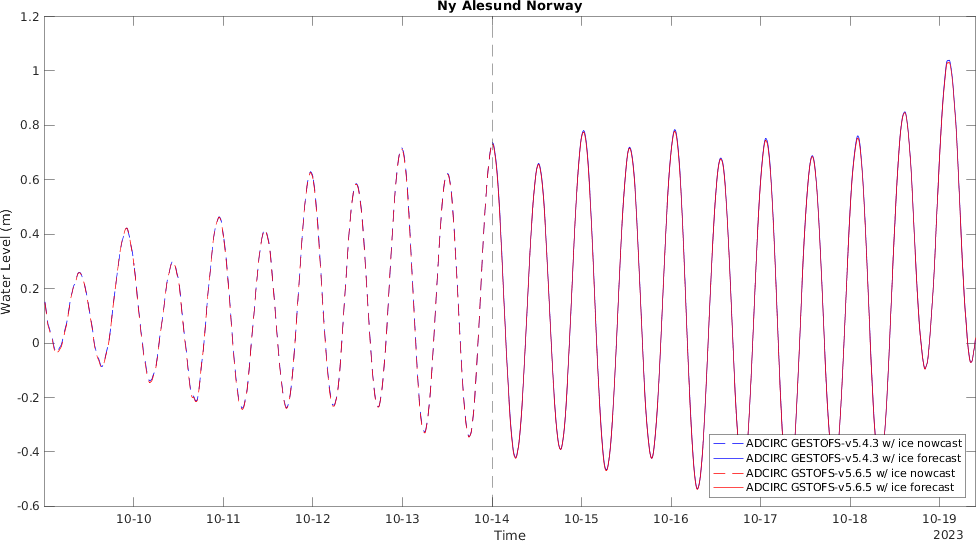 Ny Alesund Norway
1.2
1
0.8
0.6
0.4
0.2
0
-0.2
-0.4
-0.6
Water Level (m)
ADCIRC GESTOFS-v5.4.3 w/ ice nowcast
ADCIRC GESTOFS-v5.4.3 w/ ice forecast
ADCIRC GSTOFS-v5.6.5 w/ ice nowcast
ADCIRC GSTOFS-v5.6.5 w/ ice forecast
10-10 10-11 10-12 10-13 10-14 10-15 10-16 10-17 10-18 10-19
Time 2023